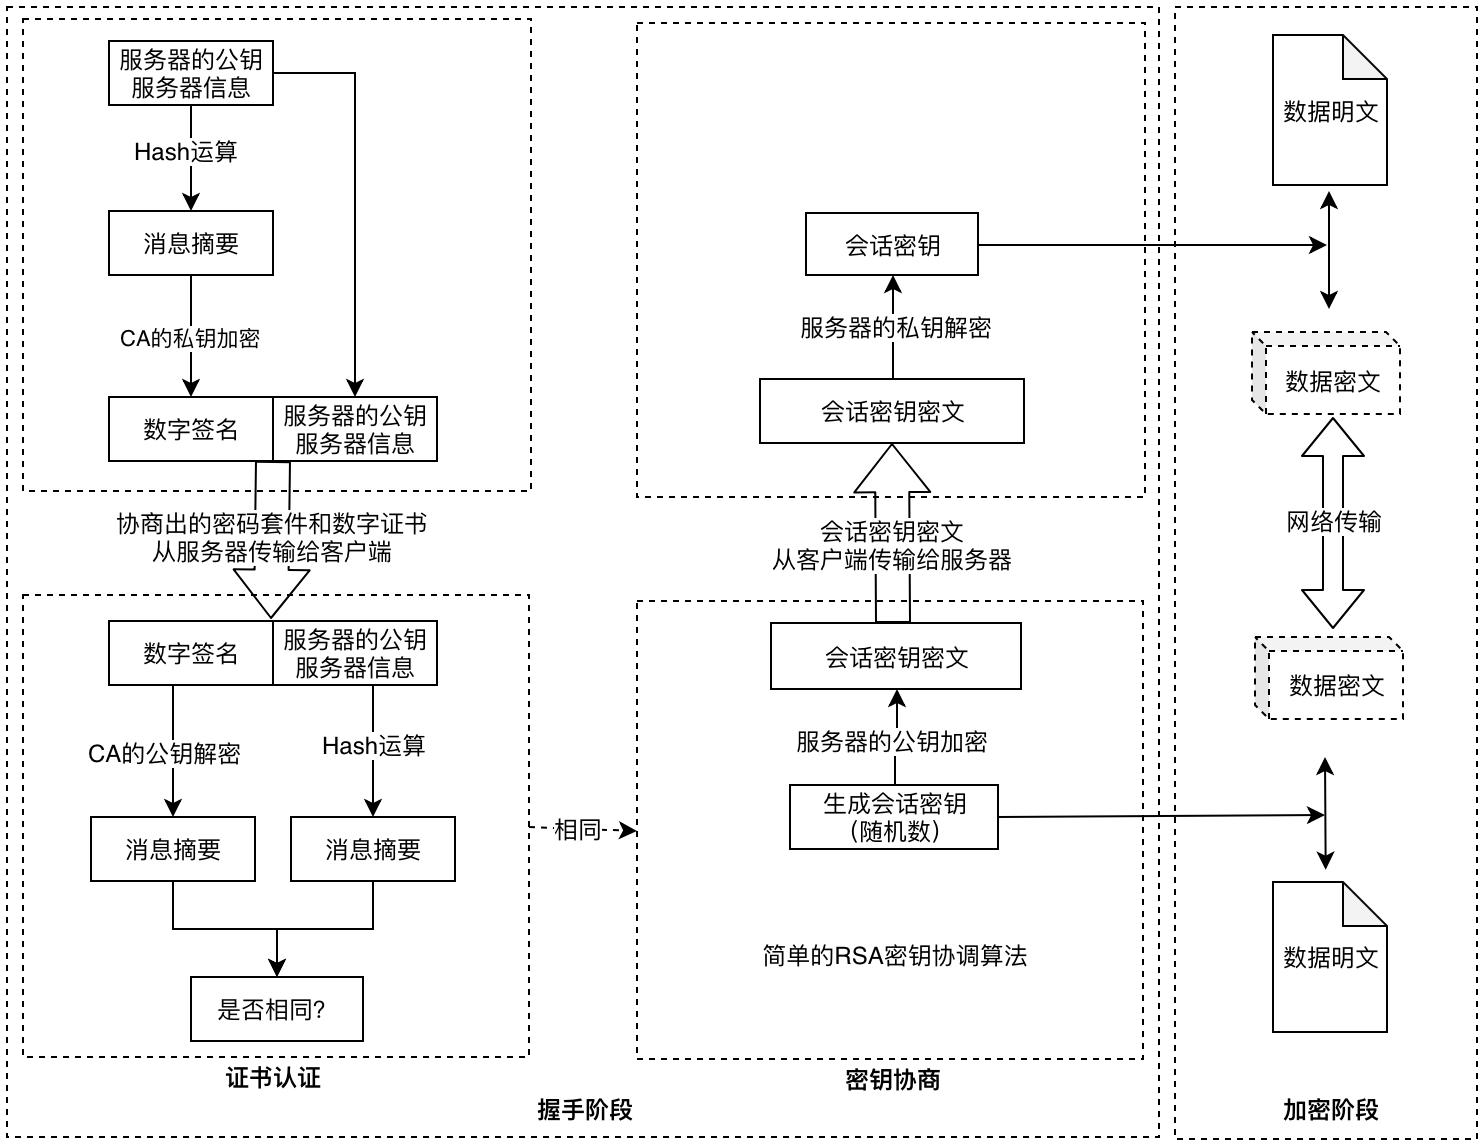 服务器的公钥
服务器信息
Hash运算
消息摘要
CA的私钥加密
数字签名
服务器的公钥
服务器信息
协商出的密码套件和数字证书
从服务器传输给客户端
数字签名
服务器的公钥
服务器信息
CA的公钥解密
Hash运算
消息摘要
消息摘要
是否相同?
证书认证
相同
会话密钥
服务器的私钥解密
会话密钥密文
会话密钥密文
从客户端传输给服务器
会话密钥密文
服务器的公钥加密
生成会话密钥
(随机数)
简单的RSA密钥协调算法
密钥协商
握手阶段
数据明文
数据密文
网络传输
数据密文
数据明文
加密阶段